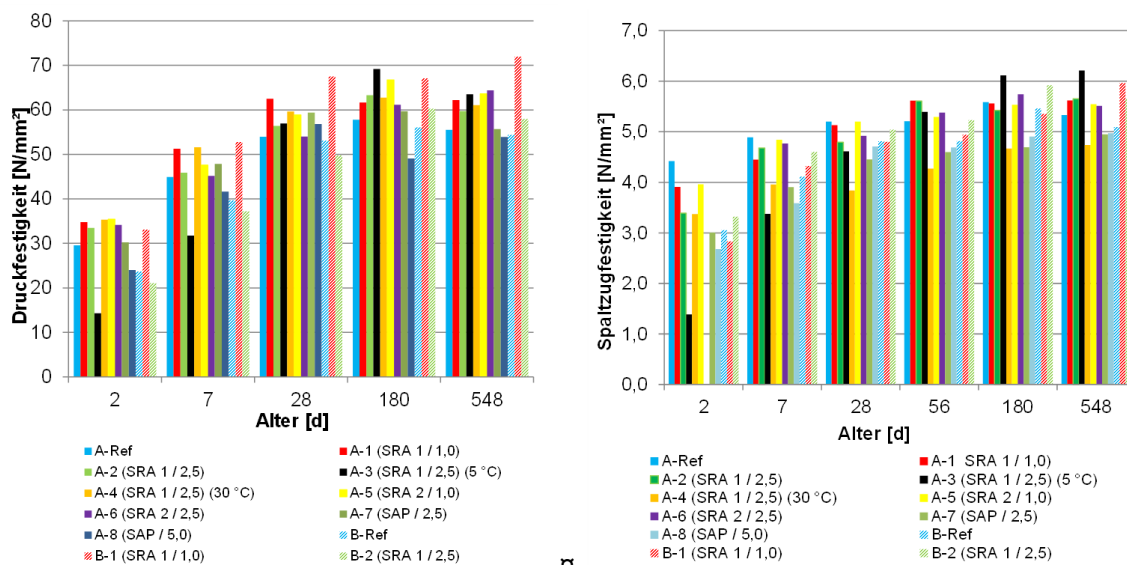 Druckfestigkeit [N/mm²]
80
70
60
50
40
30
20
10
0
2 7 28 180 548
Alter [d]
A-Ref A-1 (SRA 1 / 1,0)
A-2 (SRA 1 / 2,5) A-3 (SRA 1 / 2,5) (5 °C)
A-4 (SRA 1 / 2,5) (30 °C) A-5 (SRA 2 / 1,0)
A-6 (SRA 2 / 2,5) A-7 (SAP / 2,5)
A-8 (SAP / 5,0) B-Ref
B-1 (SRA 1 / 1,0) B-2 (SRA 1 / 2,5)
Spaltzugfestigkeit [N/mm²]
7,0
6,0
5,0
4,0
3,0
2,0
1,0
0,0
2 7 28 56 180 548
Alter [d]
A-Ref A-1 SRA 1 / 1,0)
A-2 (SRA 1 / 2,5) A-3 (SRA 1 / 2,5) (5 °C)
A-4 (SRA 1 / 2,5) (30 °C) A-5 (SRA 2 / 1,0)
A-6 (SRA 2 / 2,5) A-7 (SAP / 2,5)
A-8 (SAP / 5,0) B-Ref
B-1 (SRA 1 / 1,0) B-2 (SRA 1 / 2,5)